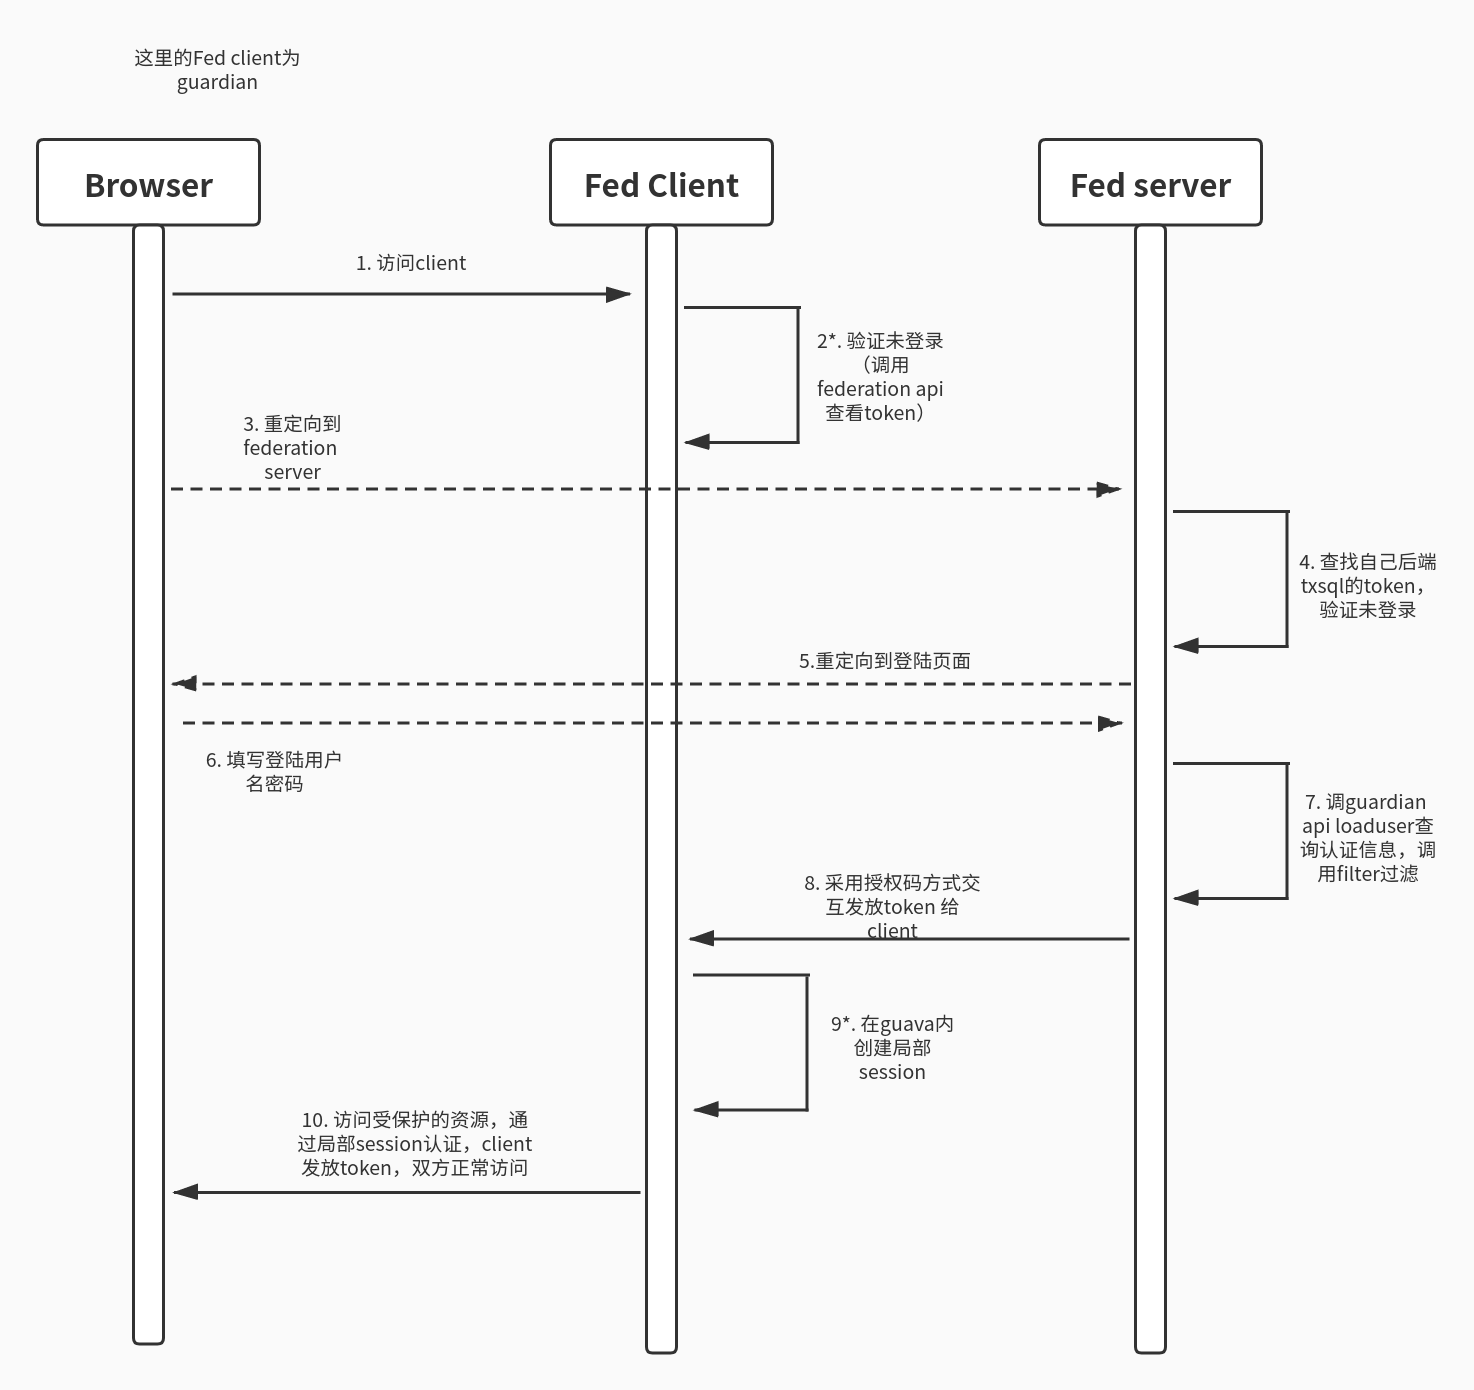 这里的Fed client为
guardian
Browser
Fed Client
Fed server
1. 访问client
2*. 验证未登录
（调用
federation api
查看token）
3. 重定向到
federation
server
4. 查找自己后端
txsql的token，
验证未登录
5.重定向到登陆页面
6. 填写登陆用户
名密码
7. 调guardian
api loaduser查
询认证信息，调
用filter过滤
8. 采用授权码方式交
互发放token 给
client
9*. 在guava内
创建局部
session
10. 访问受保护的资源，通
过局部session认证，client
发放token，双方正常访问